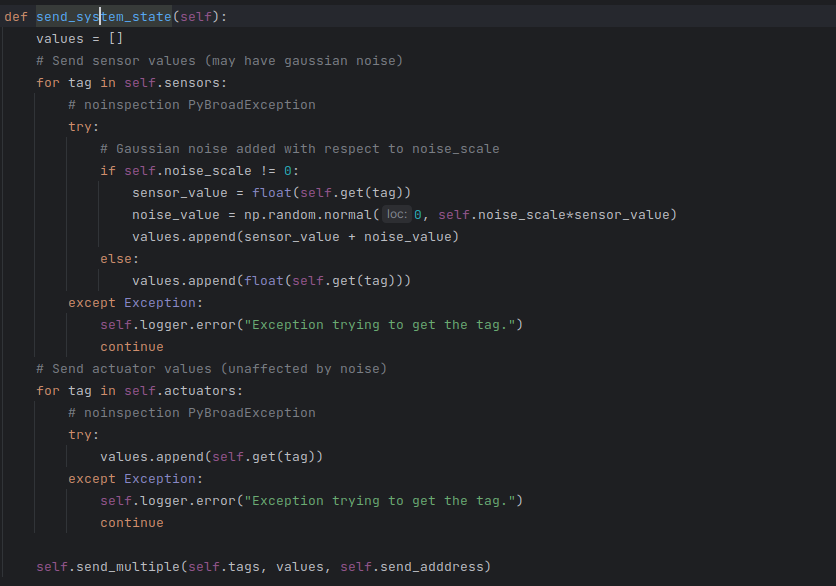 def send_system_state(self):
    values = []
    # Send sensor values (may have gaussian noise)
    for tag in self.sensors:
        # noinspection PyBroadException
        try:
            # Gaussian noise added with respect to noise_scale
            if self.noise_scale != 0:
                sensor_value = float(self.get(tag))
                noise_value = np.random.normal( loc: 0, self.noise_scale*sensor_value)
                values.append(sensor_value + noise_value)
            else:
                values.append(float(self.get(tag)))
        except Exception:
            self.logger.error("Exception trying to get the tag.")
            continue
    # Send actuator values (unaffected by noise)
    for tag in self.actuators:
        # noinspection PyBroadException
        try:
            values.append(self.get(tag))
        except Exception:
            self.logger.error("Exception trying to get the tag.")
            continue

    self.send_multiple(self.tags, values, self.send_adddress)